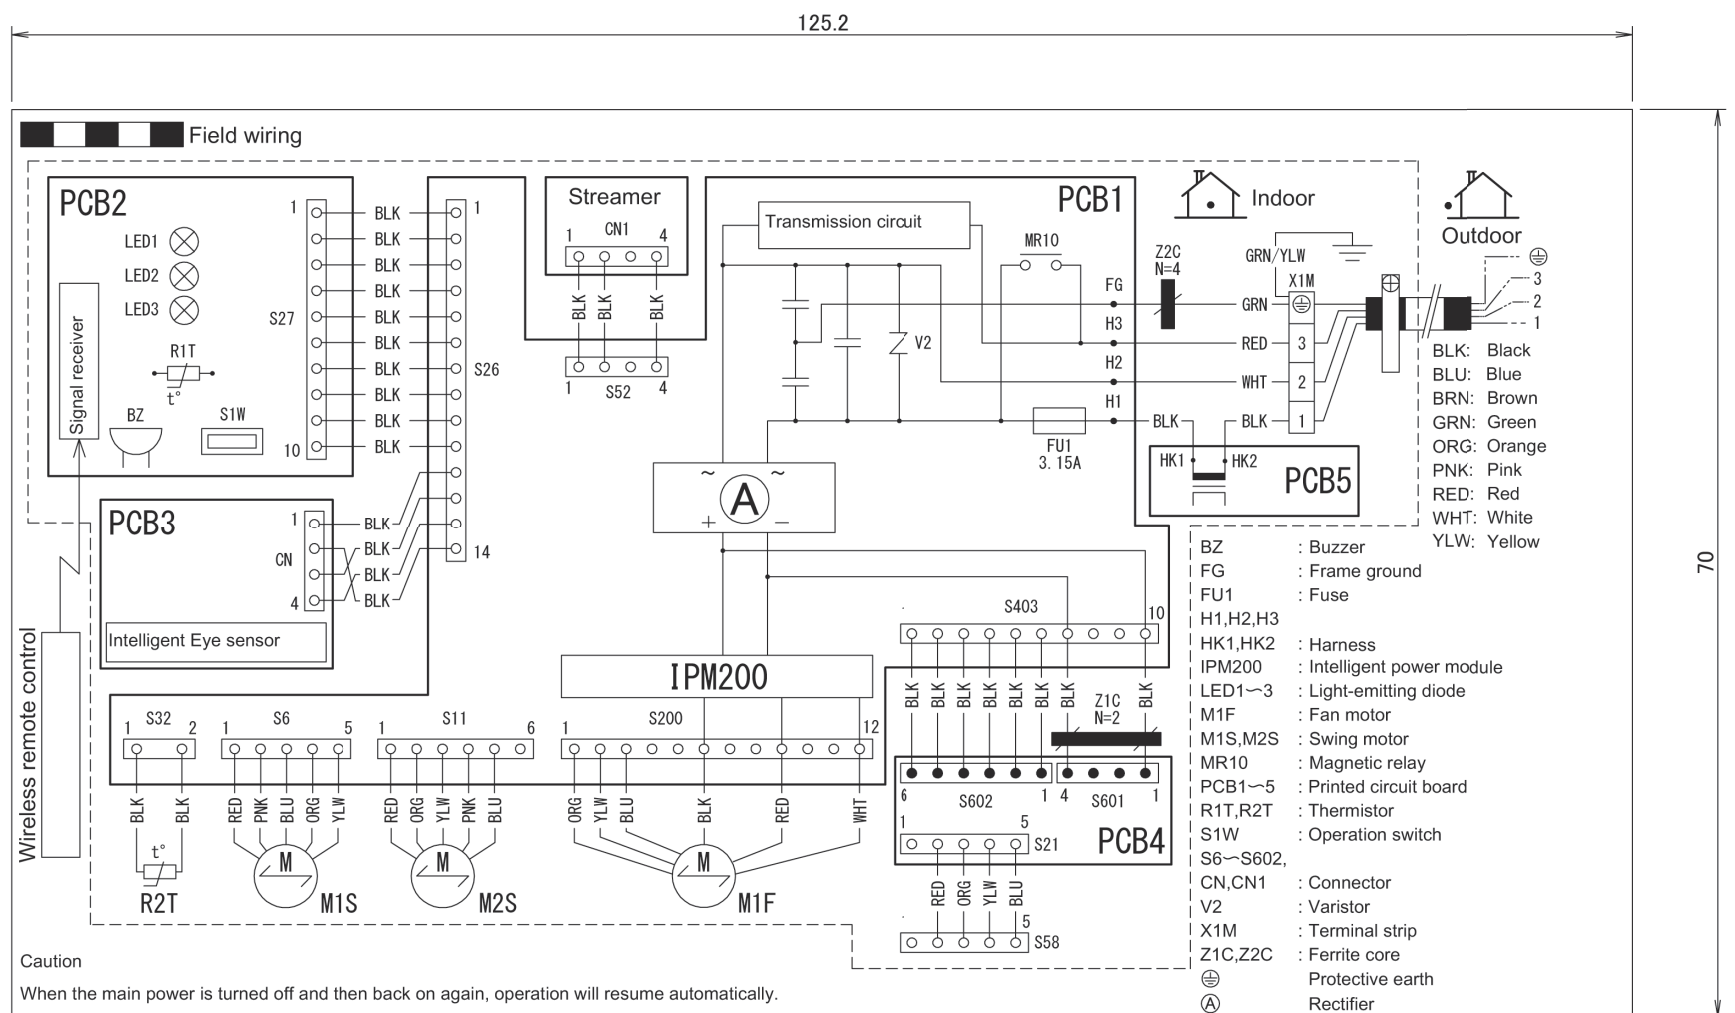 125.2
Field wiring
PCB2
LED1
LED2
LED3
Signal receiver
R1T
t°
BZ
S1W
1
S27
10
BLK
BLK
BLK
BLK
BLK
BLK
BLK
BLK
BLK
BLK
1
S26
14
PCB3
1
CN
4
BLK
BLK
BLK
BLK
Intelligent Eye sensor
Wireless remote control
Streamer
CN1
1 4
BLK
BLK
BLK
1 S52 4
PCB1
Transmission circuit
MR10
V2
FG
H3
H2
H1
FU1
3.15A
~ ~
A
+ −
IPM200
Z2C
N=4
Indoor
GRN/YLW
X1M
GRN
RED 3
WHT 2
BLK BLK 1
HK1 HK2
PCB5
Outdoor
3
2
1
BLK: Black
BLU: Blue
BRN: Brown
GRN: Green
ORG: Orange
PNK: Pink
RED: Red
WHT: White
YLW: Yellow
70
S403 10
BLK
BLK
BLK
BLK
BLK
BLK
BLK
BLK
Z1C
N=2
6 S602 1 4 S601 1
PCB4
1 5
S21
RED
ORG
YLW
BLU
5
S58
1 S32 2
BLK
BLK
t°
R2T
1 S6 5
RED
PNK
BLU
ORG
YLW
M
M1S
1 S11 6
RED
ORG
YLW
PNK
BLU
M
M2S
1 S200 12
ORG
YLW
BLU
BLK
RED
WHT
M
M1F
BZ : Buzzer
FG : Frame ground
FU1 : Fuse
H1,H2,H3
HK1,HK2 : Harness
IPM200 : Intelligent power module
LED1~3 : Light-emitting diode
M1F : Fan motor
M1S,M2S : Swing motor
MR10 : Magnetic relay
PCB1~5 : Printed circuit board
R1T,R2T : Thermistor
S1W : Operation switch
S6~S602,
CN,CN1 : Connector
V2 : Varistor
X1M : Terminal strip
Z1C,Z2C : Ferrite core
Protective earth
A Rectifier
Caution
When the main power is turned off and then back on again, operation will resume automatically.